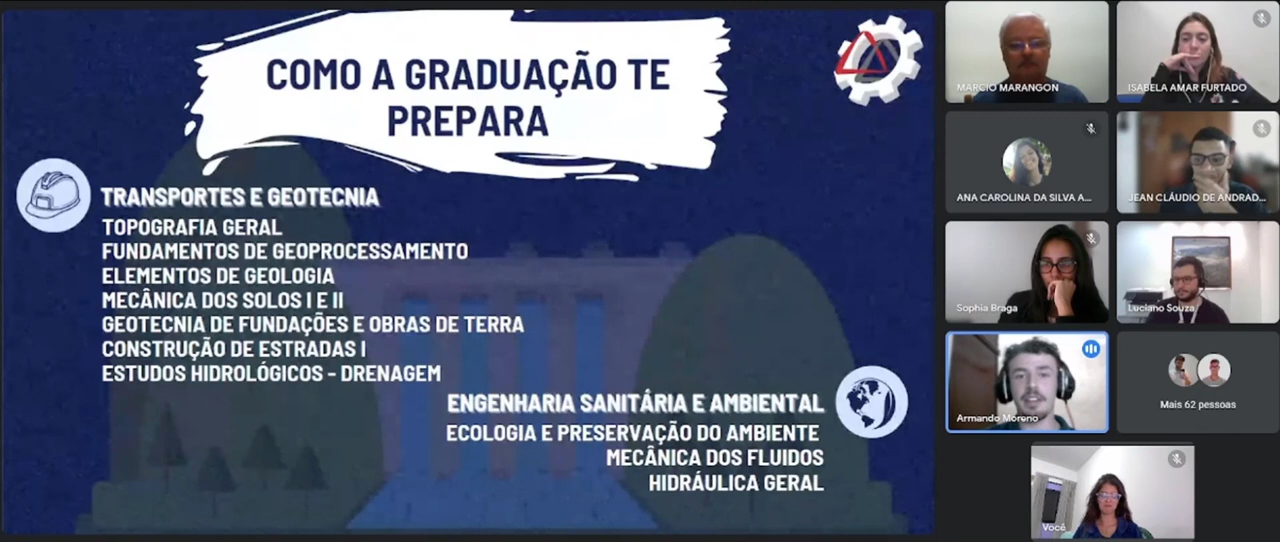 COMO A GRADUAÇÃO TE
PREPARA
TRANSPORTES E GEOTECNIA
TOPOGRAFIA GERAL
FUNDAMENTOS DE GEOPROCESSAMENTO
ELEMENTOS DE GEOLOGIA
MECÂNICA DOS SOLOS I E II
GEOTECNIA DE FUNDAÇÕES E OBRAS DE TERRA
CONSTRUÇÃO DE ESTRADAS I
ESTUDOS HIDROLÓGICOS - DRENAGEM
ENGENHARIA SANITÁRIA E AMBIENTAL
ECOLOGIA E PRESERVAÇÃO DO AMBIENTE
MECÂNICA DOS FLUIDOS
HIDRÁULICA GERAL
MARCIO MARANGON
ISABELA AMAR FURTADO
ANA CAROLINA DA SILVA A...
JEAN CLÁUDIO DE ANDRAD...
Sophia Braga
Luciano Souza
Armando Moreno
Mais 62 pessoas
Você